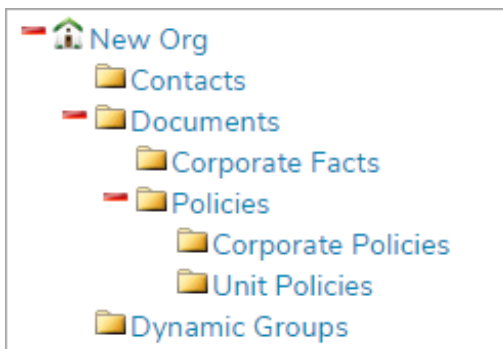 New Org
Contacts
Documents
Corporate Facts
Policies
Corporate Policies
Unit Policies
Dynamic Groups